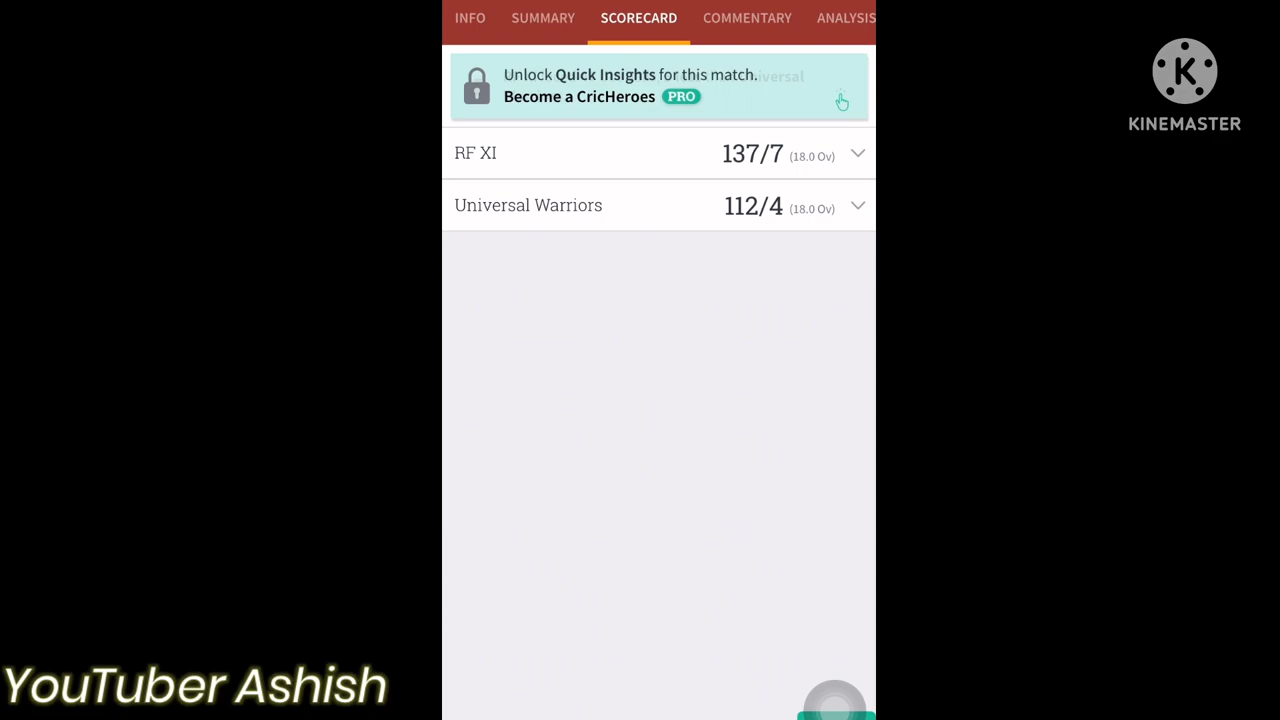 INFO SUMMARY SCORECARD COMMENTARY ANALYSIS
Unlock Quick Insights for this match.
Become a CricHeroes PRO
RF XI 137/7 (18.0 Ov)
Universal Warriors 112/4 (18.0 Ov)
K
KINEMASTER
YouTuber Ashish